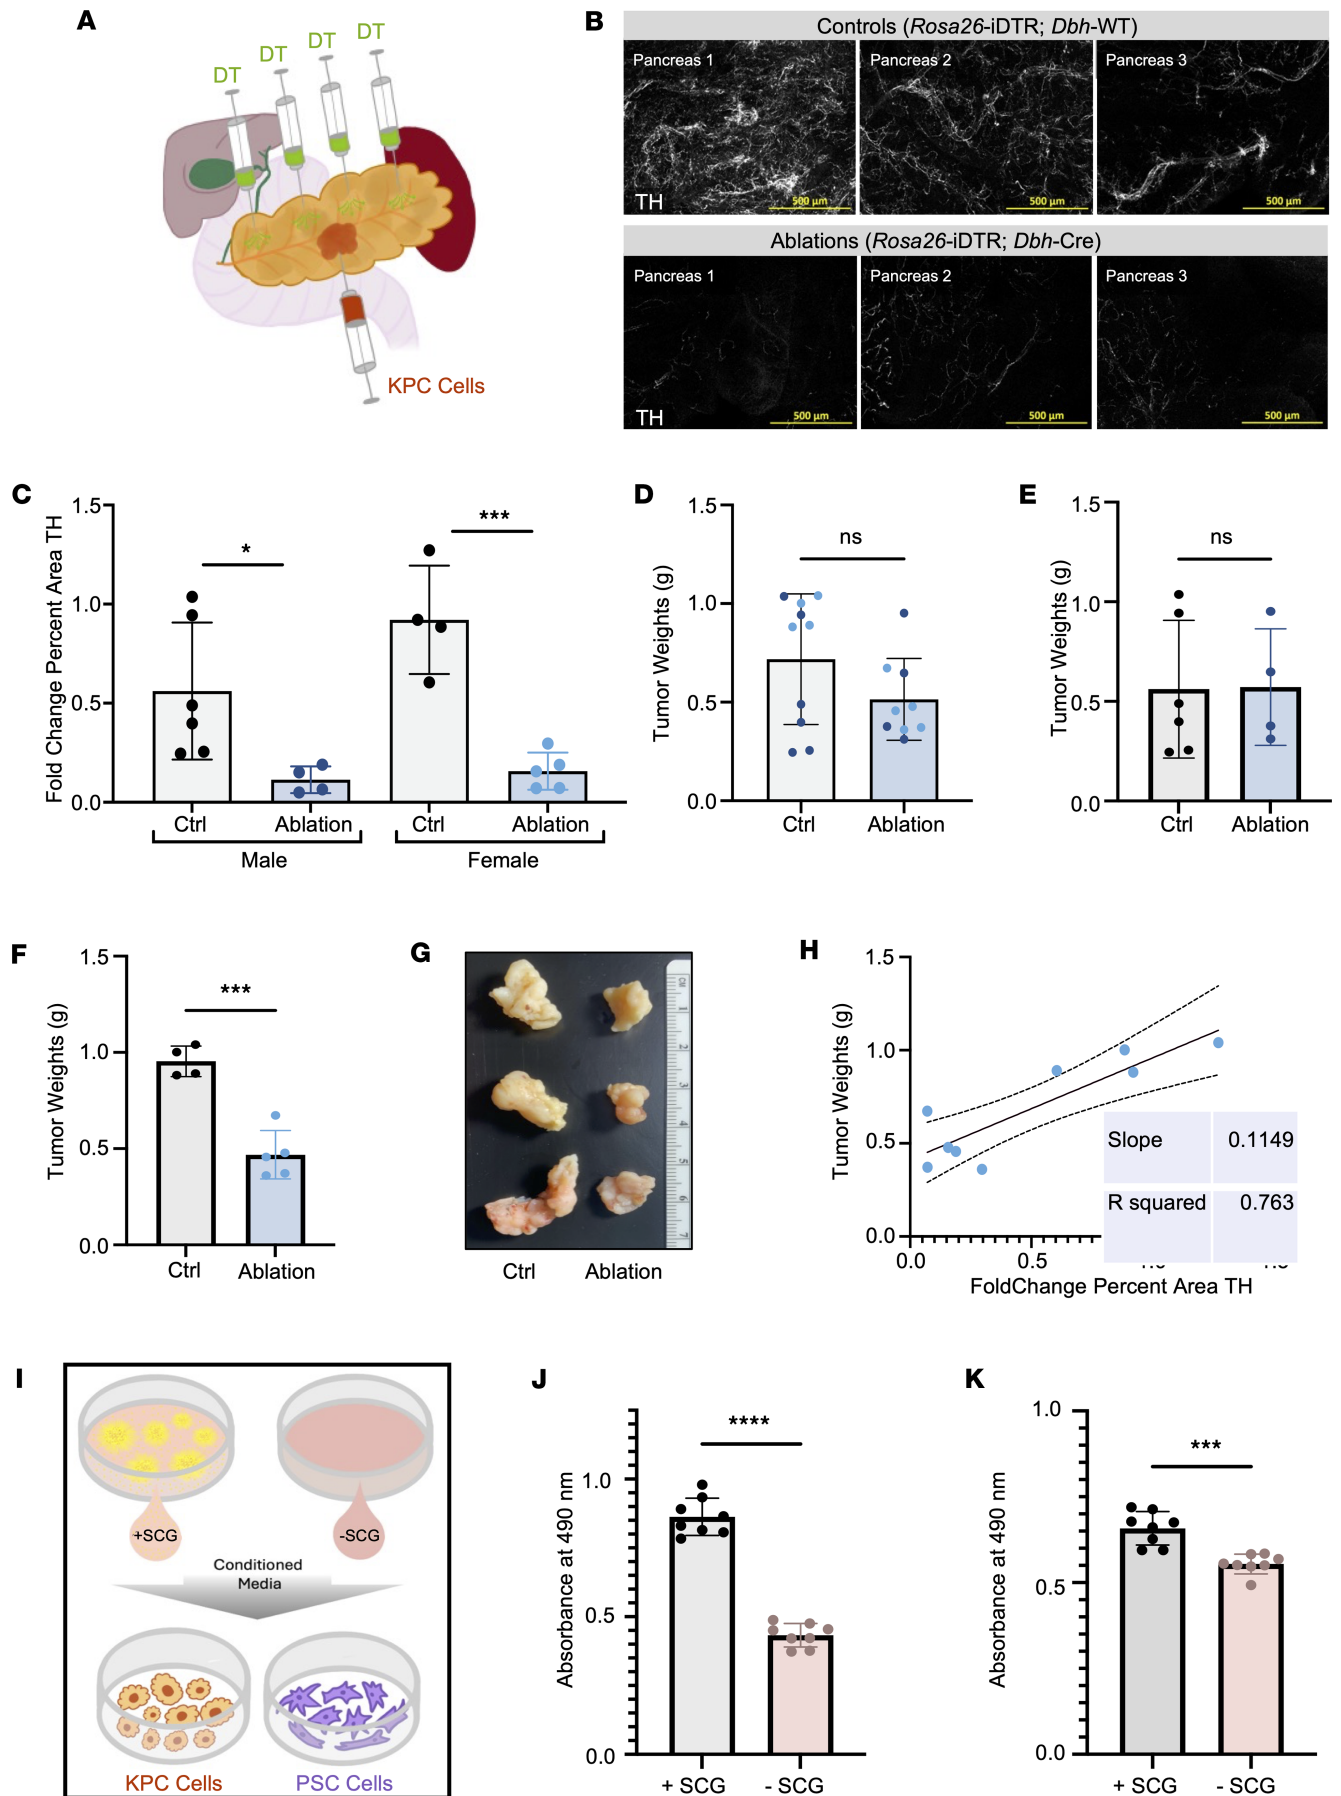 A
DT
DT
DT
DT
KPC Cells
B
Controls (Rosa26-iDTR; Dbh-WT)
Pancreas 1
Pancreas 2
Pancreas 3
TH
500 µm
500 µm
500 µm
Ablations (Rosa26-iDTR; Dbh-Cre)
Pancreas 1
Pancreas 2
Pancreas 3
TH
500 µm
500 µm
500 µm
C
Fold Change Percent Area TH
1.5
1.0
0.5
0.0
*
***
Ctrl
Ablation
Ctrl
Ablation
Male
Female
D
Tumor Weights (g)
1.5
1.0
0.5
0.0
ns
Ctrl
Ablation
E
Tumor Weights (g)
1.5
1.0
0.5
0.0
ns
Ctrl
Ablation
F
Tumor Weights (g)
1.5
1.0
0.5
0.0
***
Ctrl
Ablation
G
CM
1
2
3
4
5
6
7
Ctrl
Ablation
H
Tumor Weights (g)
1.5
1.0
0.5
0.0
Slope 0.1149
R squared 0.763
0.0
0.5
FoldChange Percent Area TH
I
+SCG
-SCG
Conditioned
Media
KPC Cells
PSC Cells
J
Absorbance at 490 nm
1.0
0.5
0.0
****
+ SCG
- SCG
K
Absorbance at 490 nm
1.0
0.5
0.0
***
+ SCG
- SCG